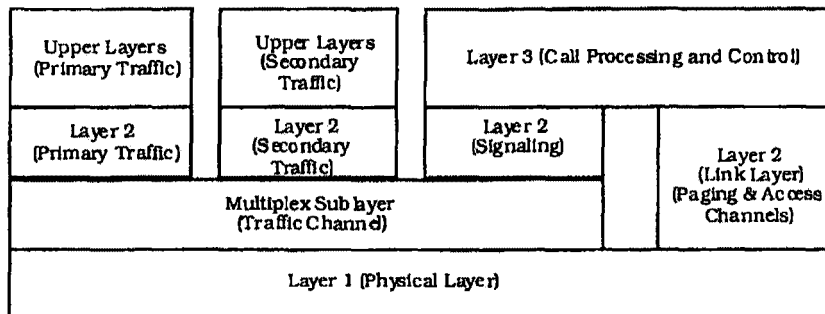 Upper Layers
(Primary Traffic)
Upper Layers
(Secondary
Traffic)
Layer 3 (Call Processing and Control)
Layer 2
(Primary Traffic)
Layer 2
(Secondary
Traffic)
Layer 2
(Signaling)
Layer 2
(Link Layer)
(Paging & Access
Channels)
Multiplex Sublayer
(Traffic Channel)
Layer 1 (Physical Layer)